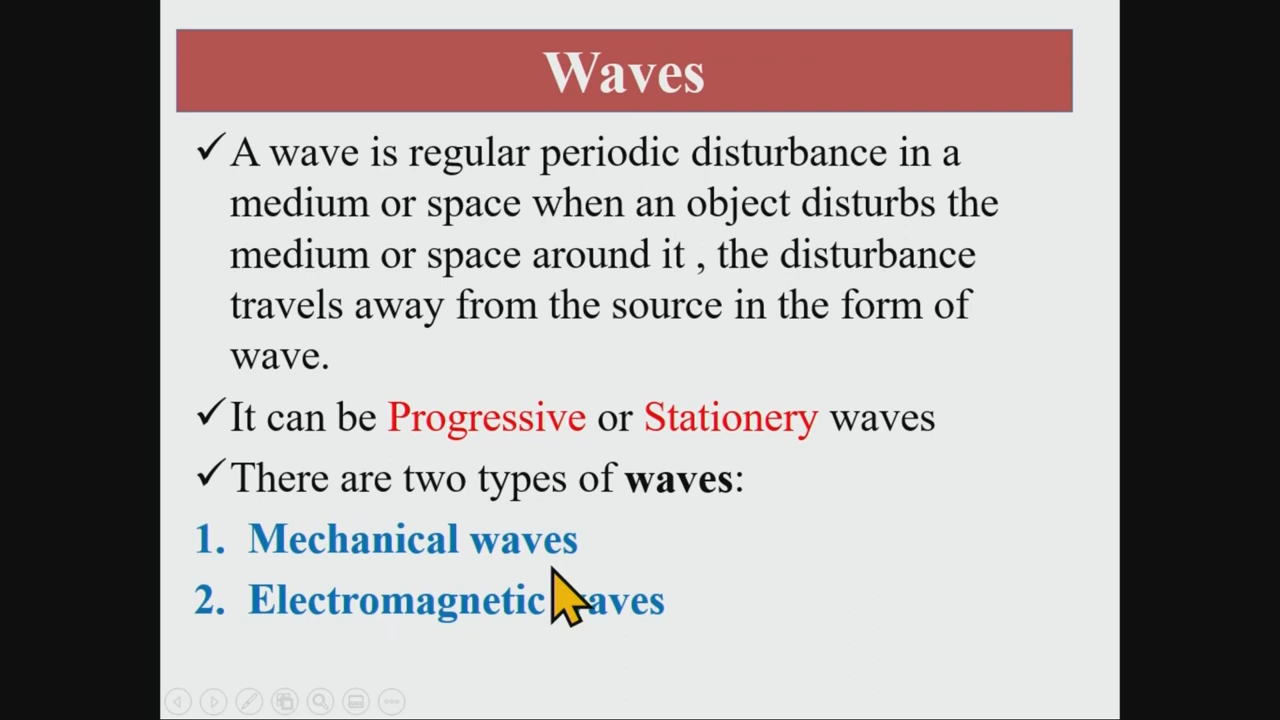 Waves
✓A wave is regular periodic disturbance in a
medium or space when an object disturbs the
medium or space around it , the disturbance
travels away from the source in the form of
wave.
✓It can be Progressive or Stationery waves
✓There are two types of waves:
1. Mechanical waves
2. Electromagnetic waves